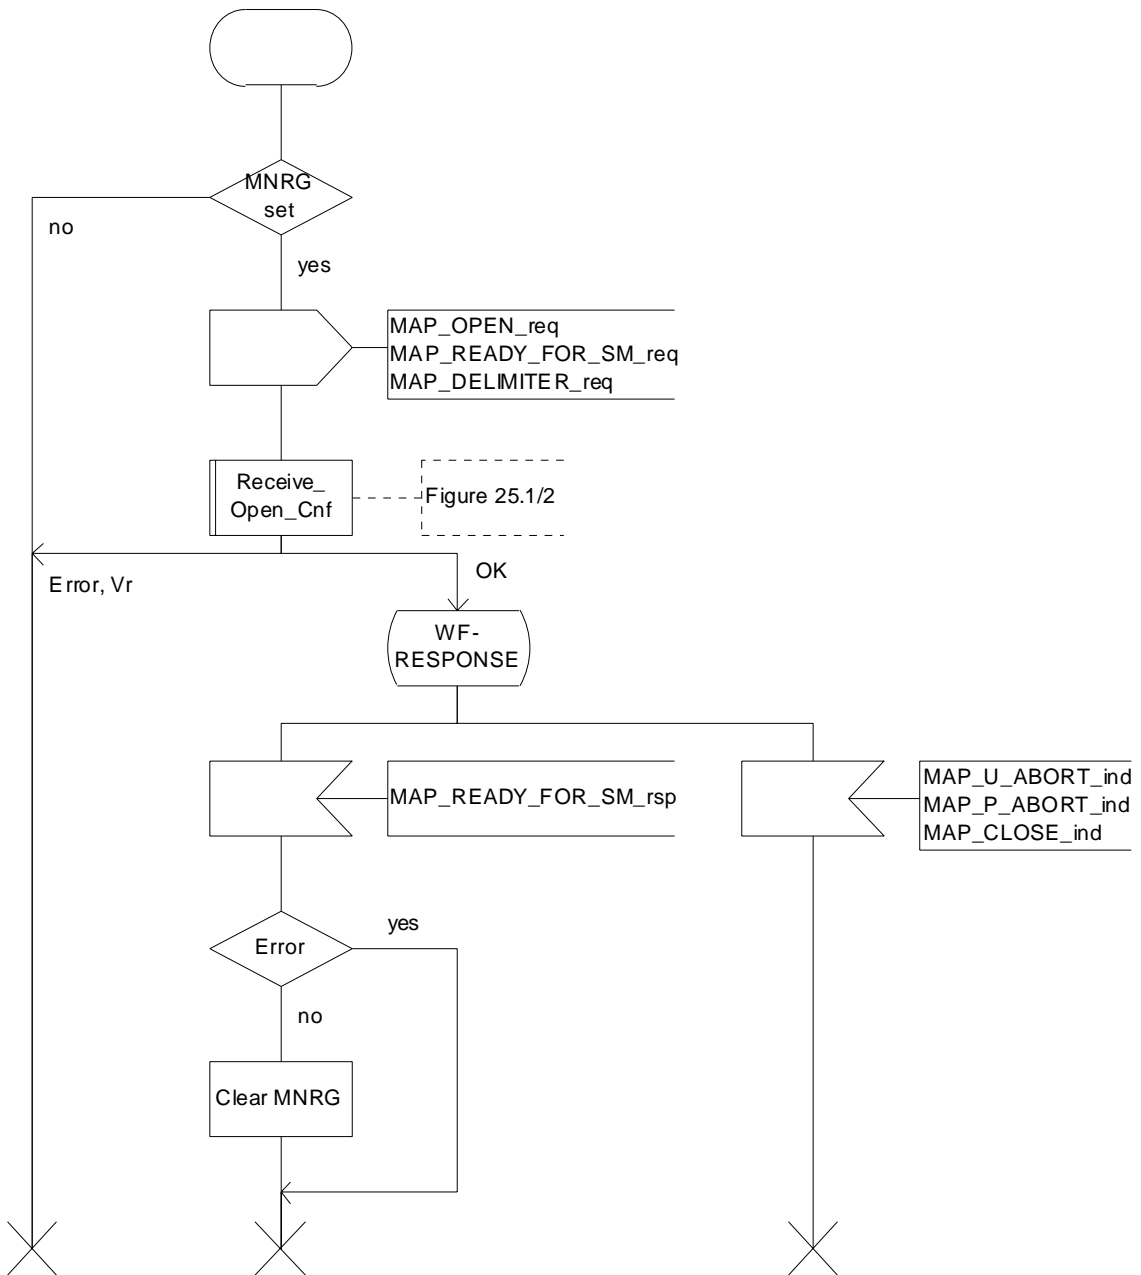 MNRG
set
no
yes
MAP_OPEN_req
MAP_READY_FOR_SM_req
MAP_DELIMITER_req
Receive_
Open_Cnf
Figure 25.1/2
Error, Vr
OK
WF-
RESPONSE
MAP_READY_FOR_SM_rsp
MAP_U_ABORT_ind
MAP_P_ABORT_ind
MAP_CLOSE_ind
yes
Error
no
Clear MNRG